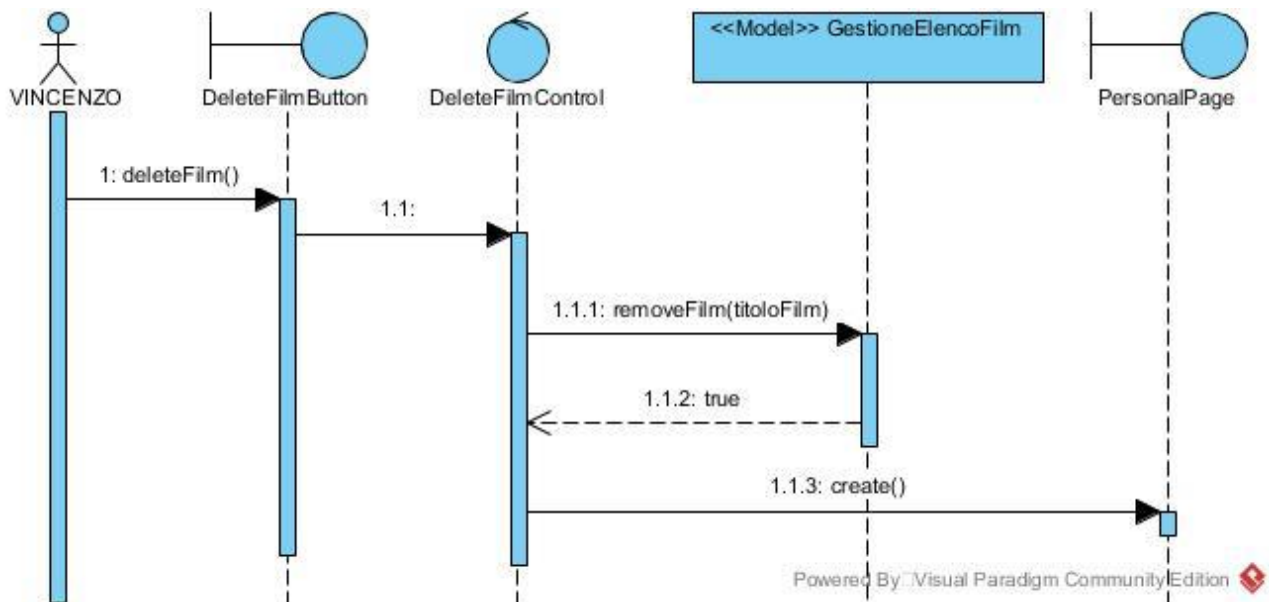 <<Model>> GestioneElencoFilm
VINCENZO
DeleteFilmButton
DeleteFilmControl
PersonalPage
1: deleteFilm()
1.1:
1.1.1: removeFilm(titoloFilm)
1.1.2: true
1.1.3: create()
Powered By Visual Paradigm Community Edition